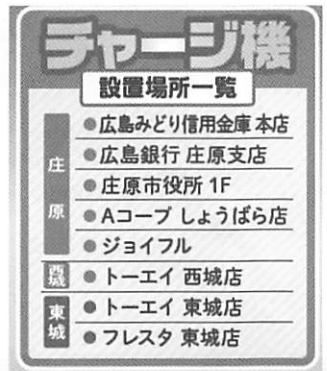 チャージ機
設置場所一覧
庄原
●広島みどり信用金庫 本店
●広島銀行 庄原支店
●庄原市役所 1F
●Aコープ しょうばら店
●ジョイフル
西城
●トーエイ 西城店
東城
●トーエイ 東城店
●フレスタ 東城店